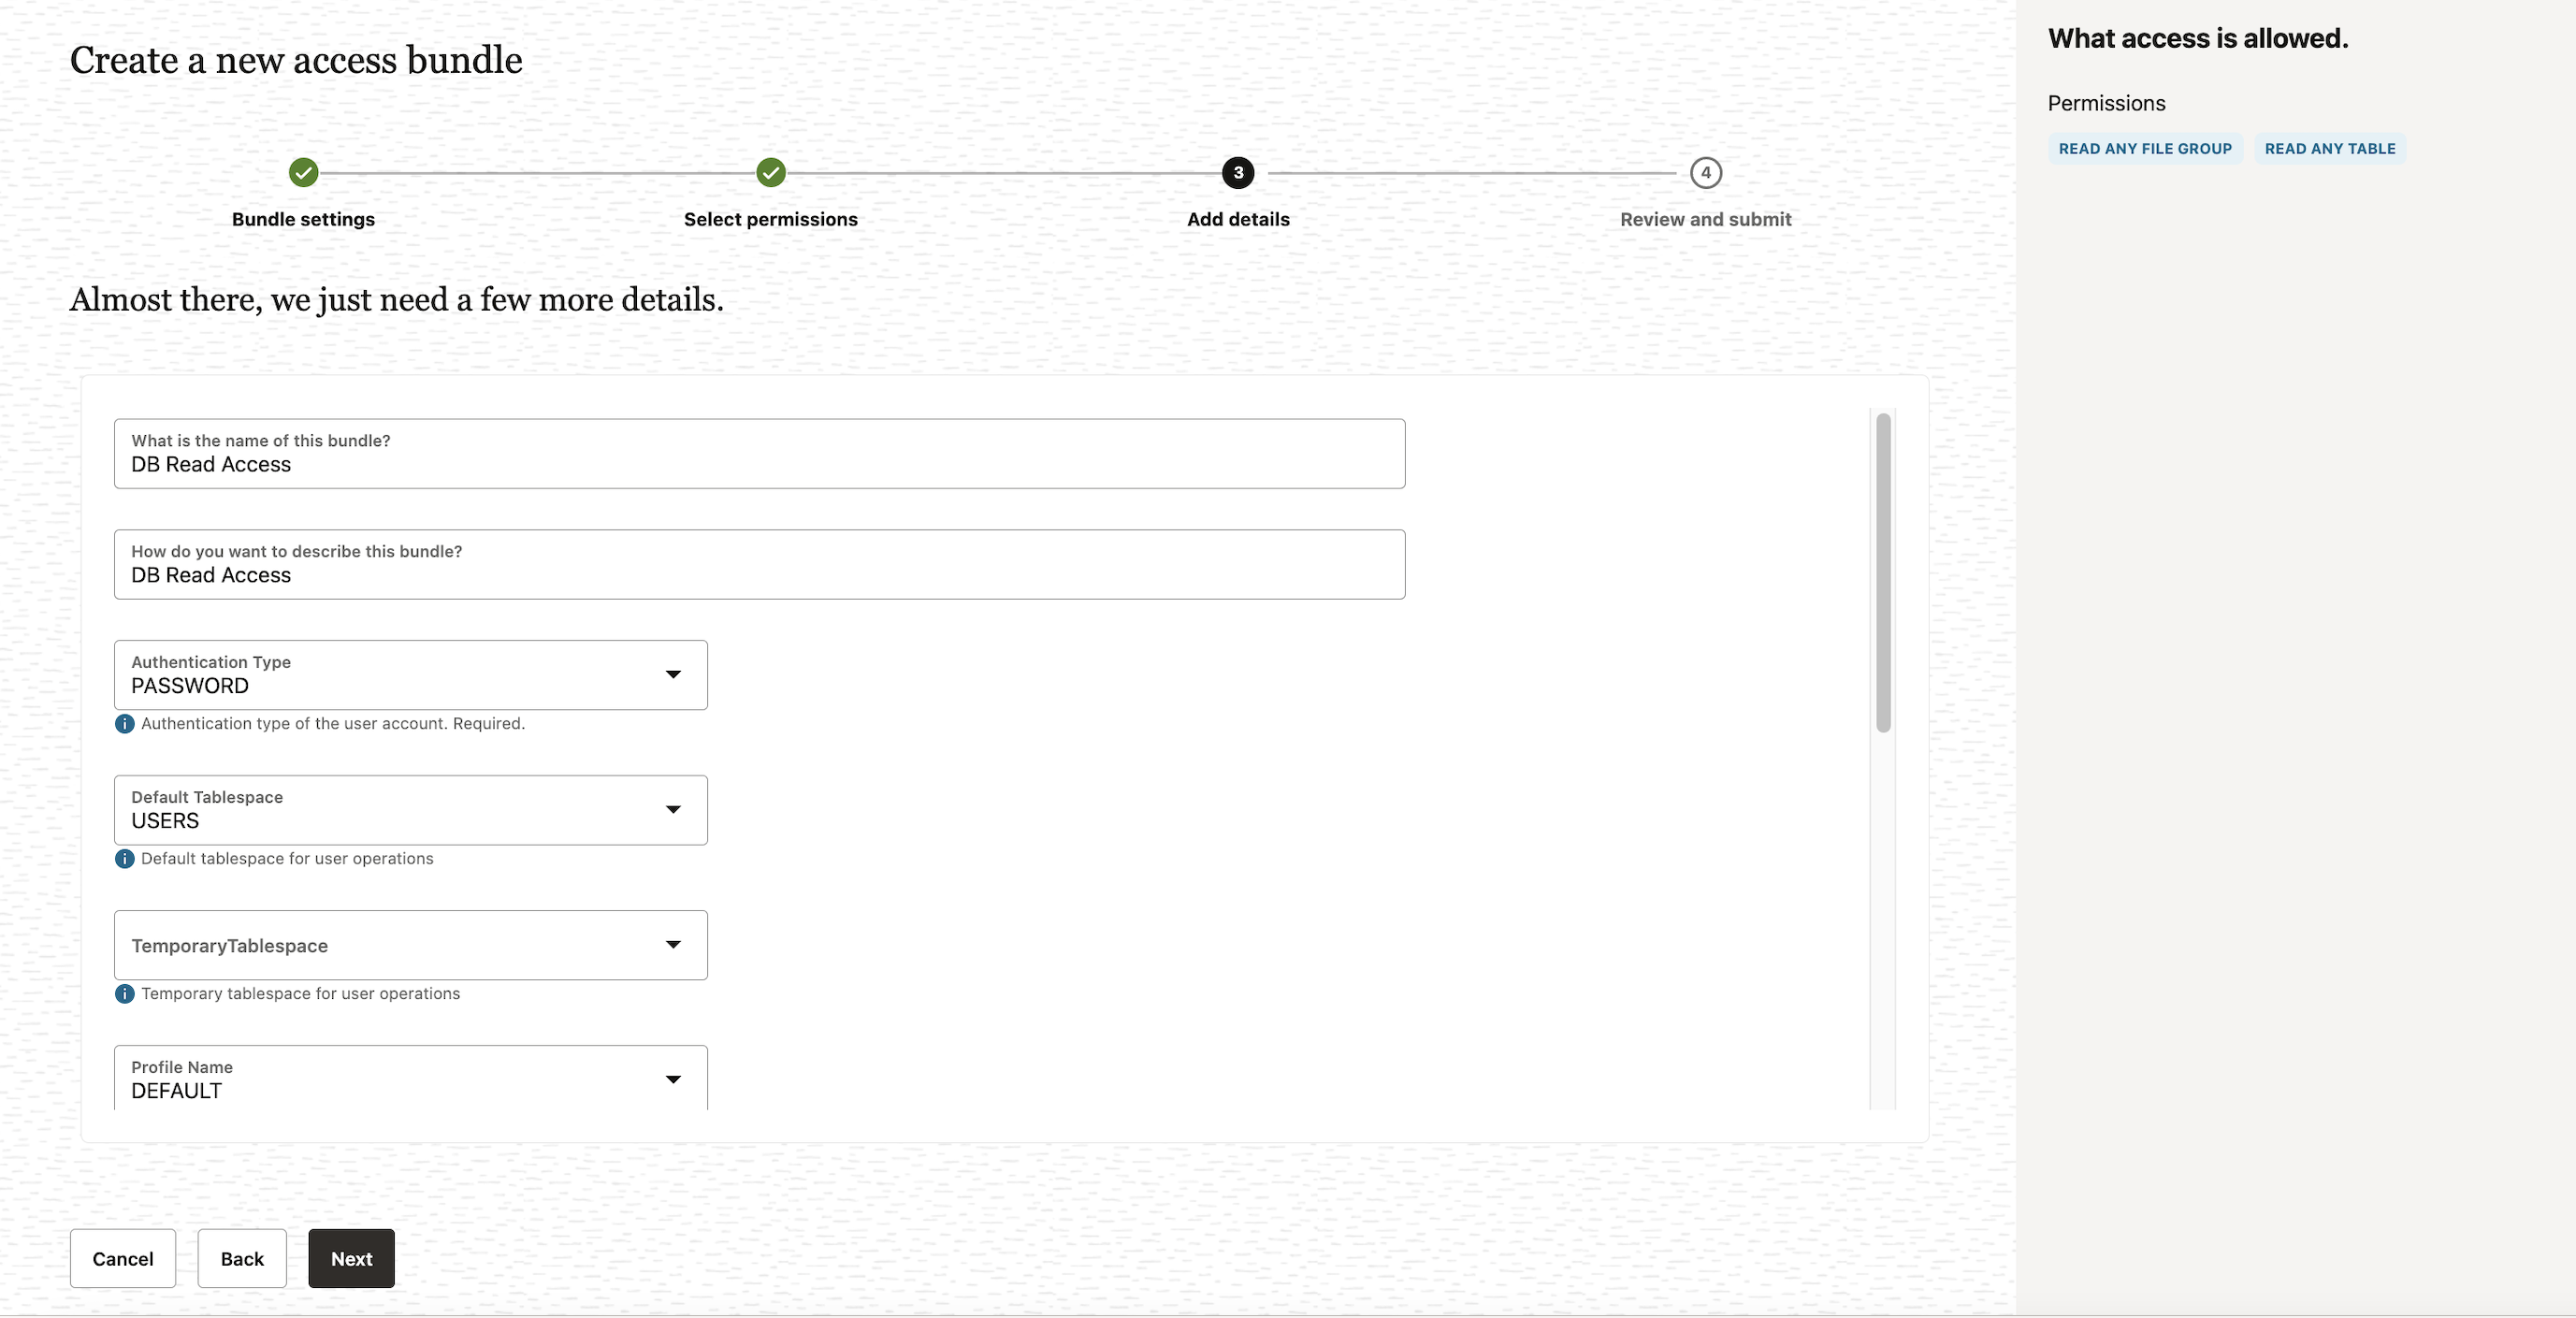 Create a new access bundle
3
4
Bundle settings
Select permissions
Add details
Review and submit
Almost there, we just need a few more details.
What is the name of this bundle?
DB Read Access
How do you want to describe this bundle?
DB Read Access
Authentication Type
PASSWORD
Authentication type of the user account. Required.
Default Tablespace
USERS
Default tablespace for user operations
TemporaryTablespace
Temporary tablespace for user operations
Profile Name
DEFAULT
Cancel
Back
Next
What access is allowed.
Permissions
READ ANY FILE GROUP
READ ANY TABLE